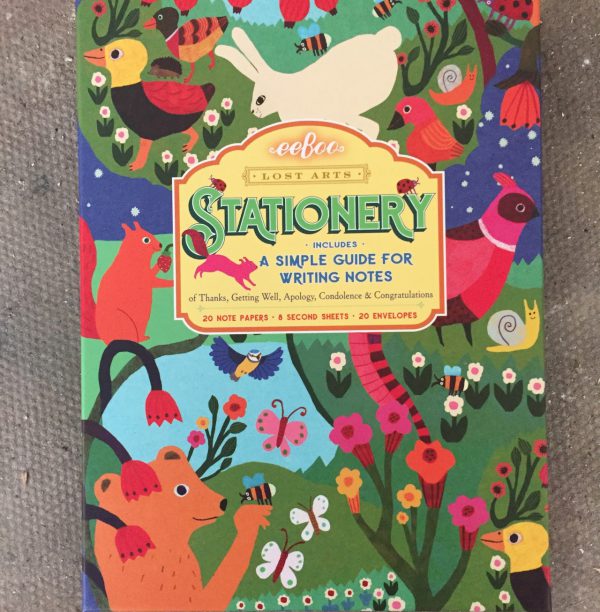 eeBoo
LOST ARTS
STATIONERY
· INCLUDES ·
A SIMPLE GUIDE FOR
WRITING NOTES
of Thanks, Getting Well, Apology, Condolence & Congratulations
20 NOTE PAPERS · 8 SECOND SHEETS · 20 ENVELOPES